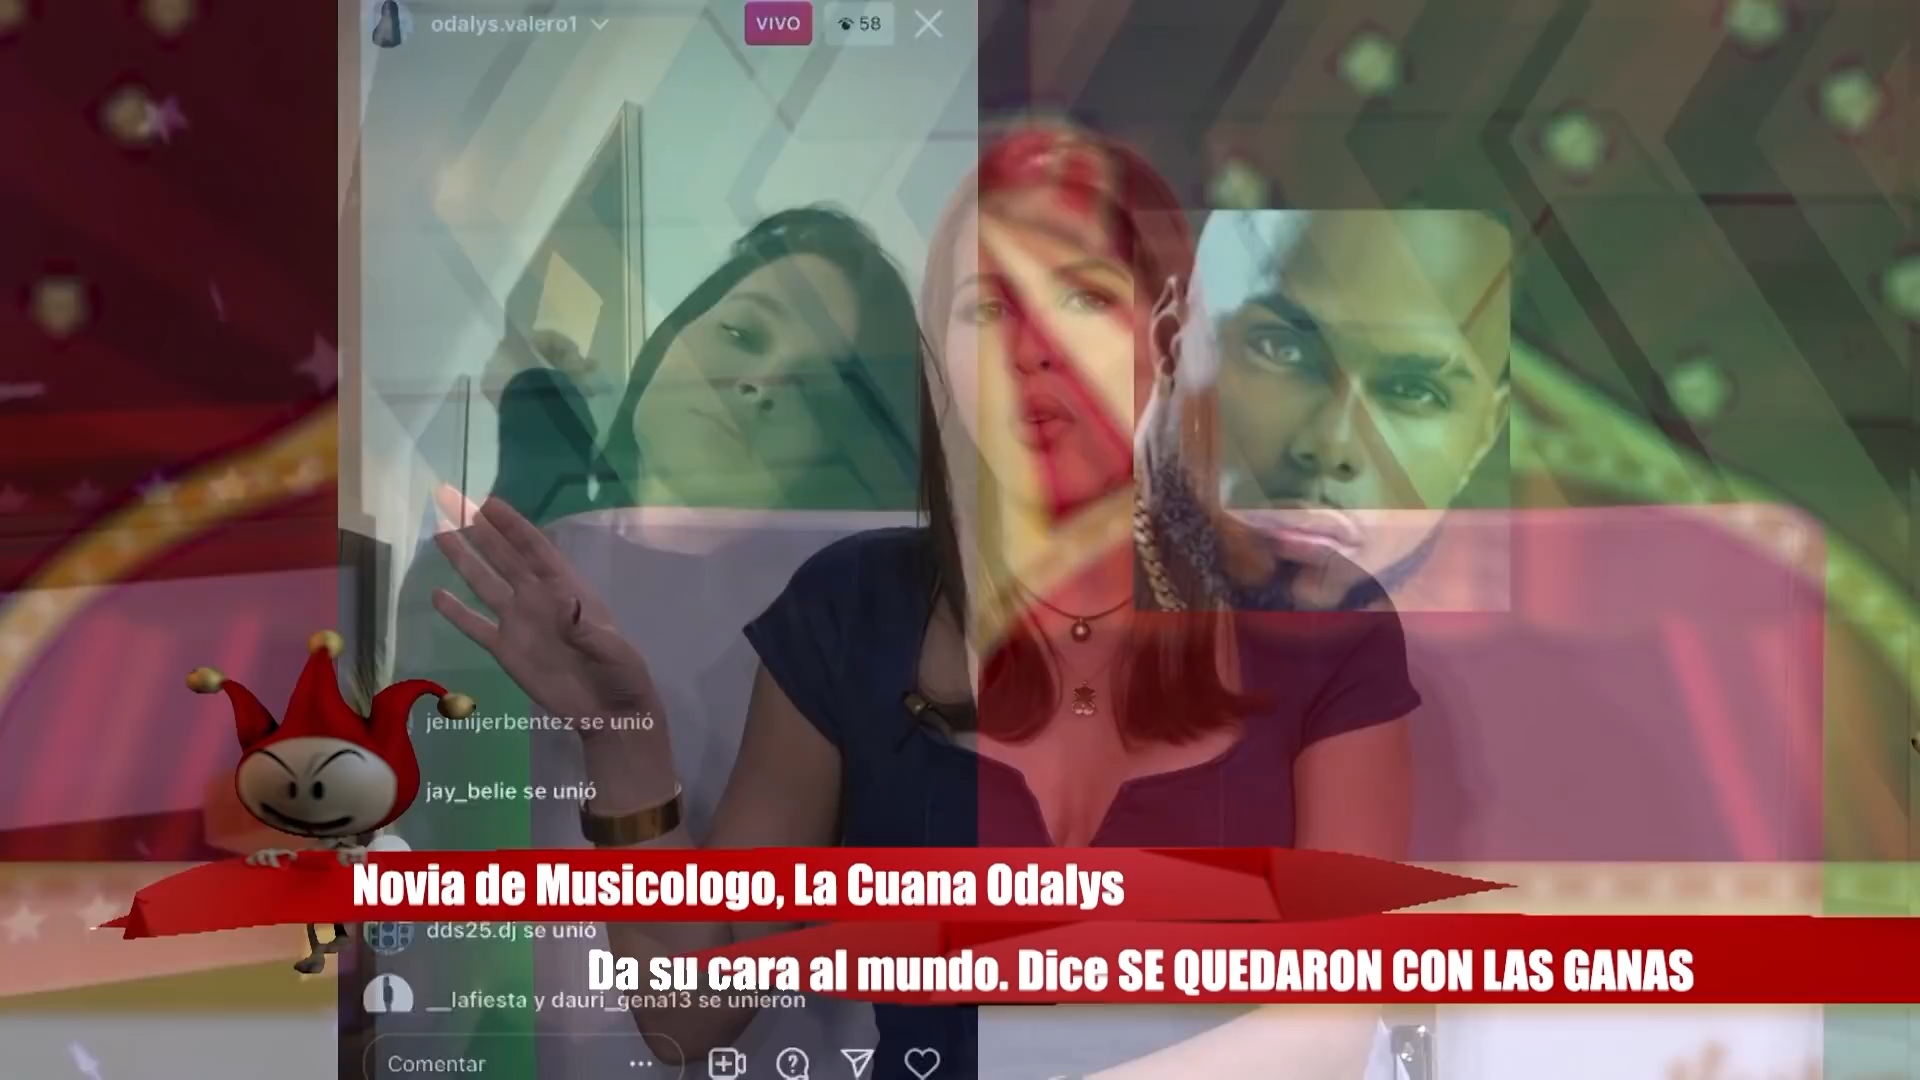 odalys.valero1
VIVO
58
jennijerbentez se unió
jay_belie se unió
Novia de Musicologo, La Cuana Odalys
dds25.dj se unió
Da su cara al mundo. Dice SE QUEDARON CON LAS GANAS
__lafiesta y dauri_gena13 se unieron
Comentar